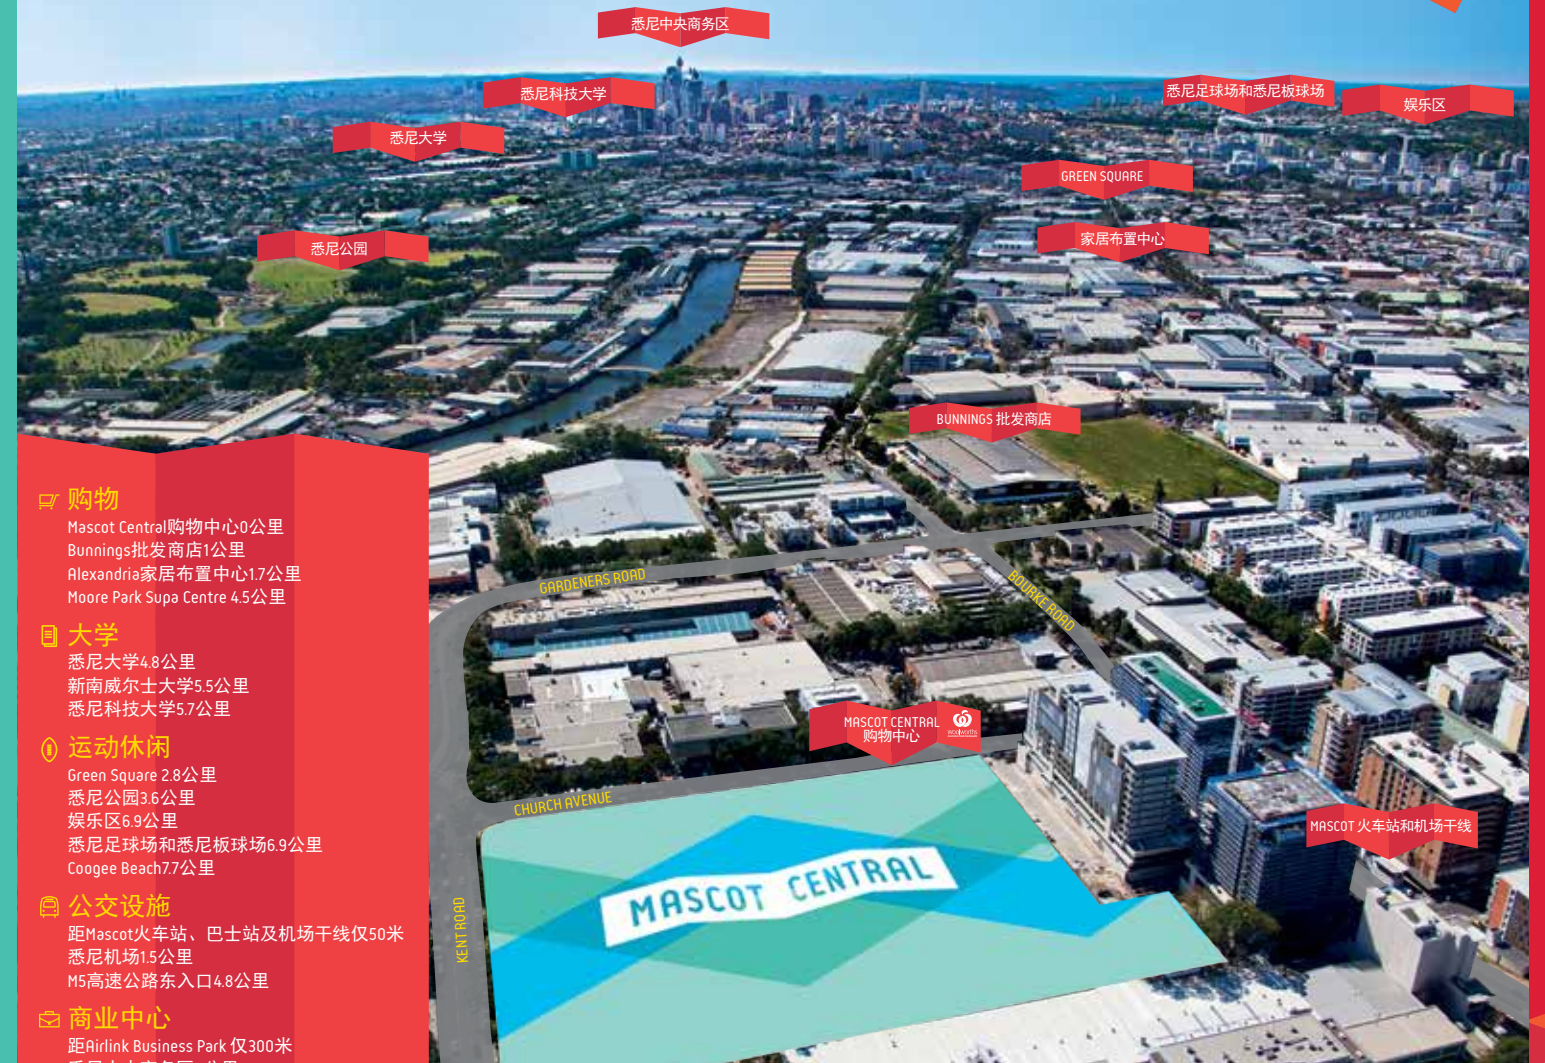 悉尼中央商务区
悉尼科技大学
悉尼足球场和悉尼板球场
娱乐区
悉尼大学
GREEN SQUARE
家居布置中心
悉尼公园
BUNNINGS 批发商店
GARDENERS ROAD
BOURKE ROAD
MASCOT CENTRAL
购物中心
woolworths
CHURCH AVENUE
MASCOT 火车站和机场干线
MASCOT CENTRAL
KENT ROAD
购物
Mascot Central购物中心0公里
Bunnings批发商店1公里
Alexandria家居布置中心1.7公里
Moore Park Supa Centre 4.5公里
大学
悉尼大学4.8公里
新南威尔士大学5.5公里
悉尼科技大学5.7公里
运动休闲
Green Square 2.8公里
悉尼公园3.6公里
娱乐区6.9公里
悉尼足球场和悉尼板球场6.9公里
Coogee Beach7.7公里
公交设施
距Mascot火车站、巴士站及机场干线仅50米
悉尼机场1.5公里
M5高速公路东入口4.8公里
商业中心
距Airlink Business Park 仅300米